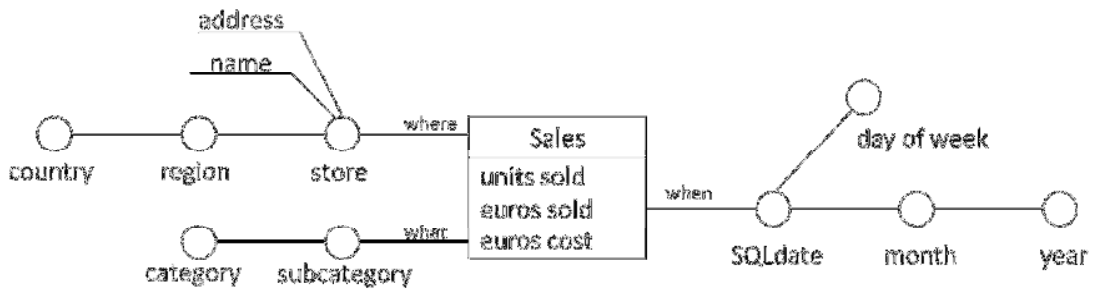 address
name
where
country
region
store
Sales
units sold
euros sold
euros cost
what
category
subcategory
when
day of week
SQLdate
month
year